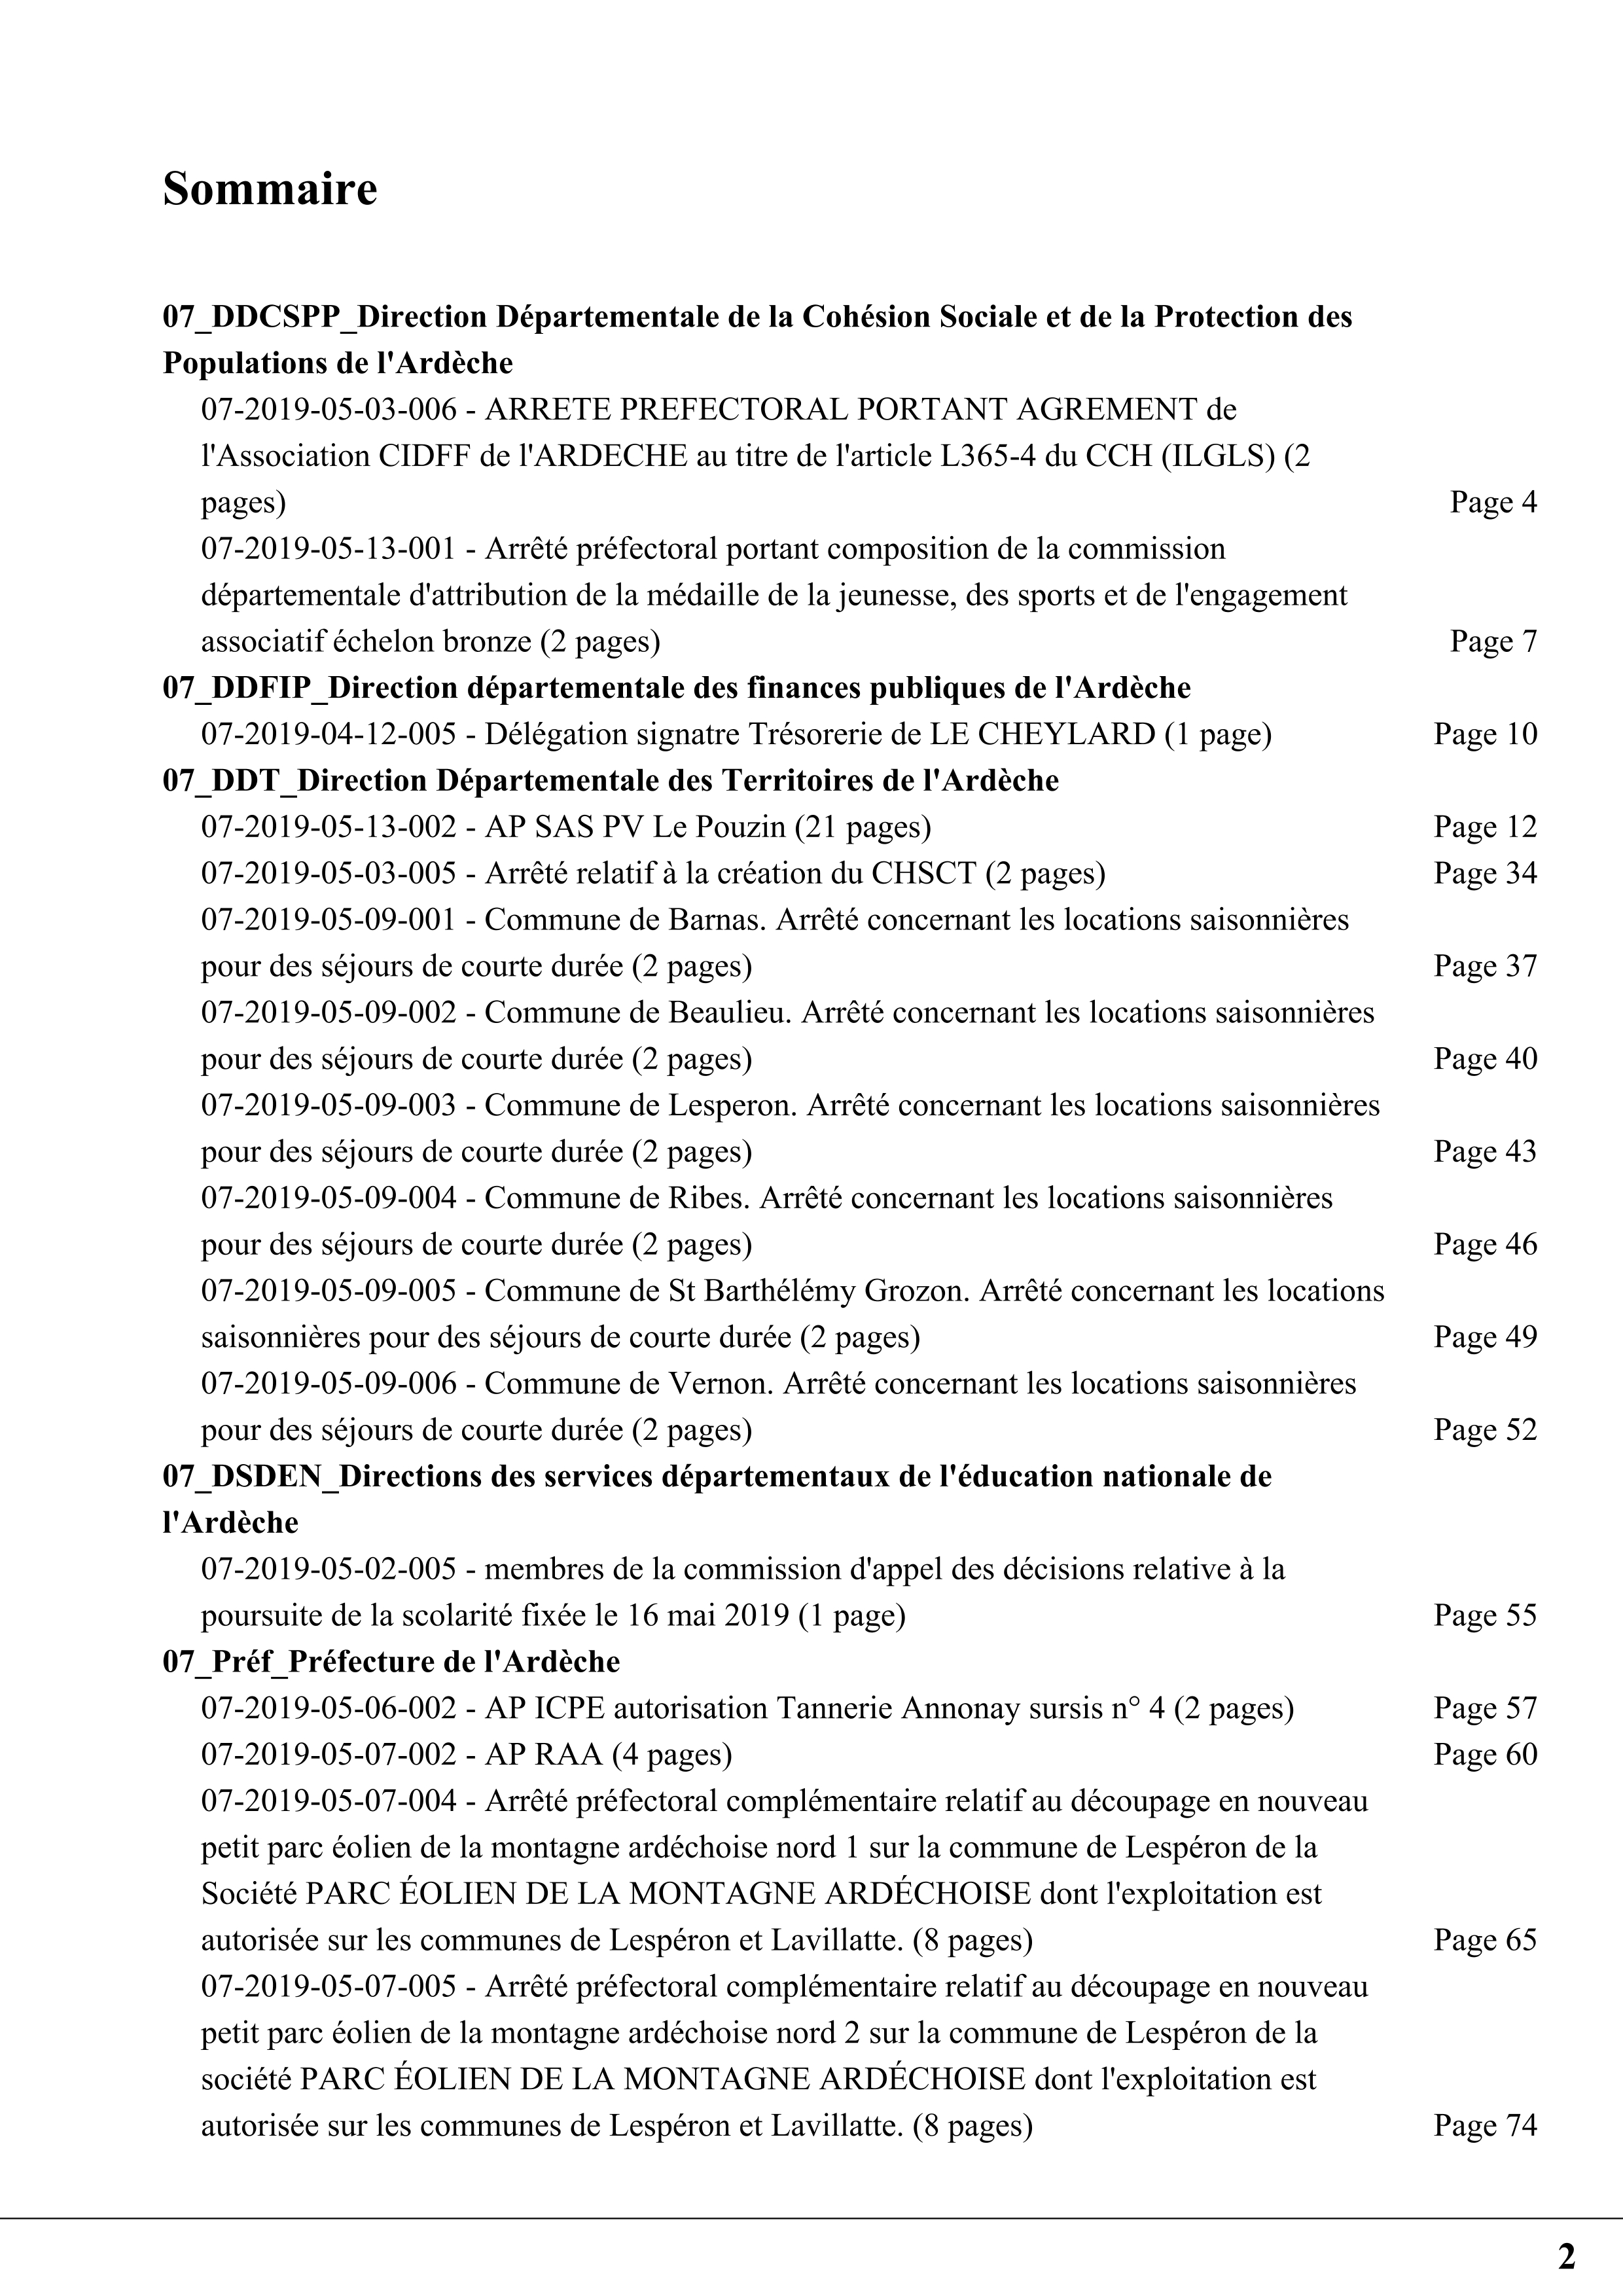 Sommaire
07_DDCSPP_Direction Départementale de la Cohésion Sociale et de la Protection des
Populations de l'Ardèche
07-2019-05-03-006 - ARRETE PREFECTORAL PORTANT AGREMENT de
l'Association CIDFF de l'ARDECHE au titre de l'article L365-4 du CCH (ILGLS) (2
pages) Page 4
07-2019-05-13-001 - Arrêté préfectoral portant composition de la commission
départementale d'attribution de la médaille de la jeunesse, des sports et de l'engagement
associatif échelon bronze (2 pages) Page 7
07_DDFIP_Direction départementale des finances publiques de l'Ardèche
07-2019-04-12-005 - Délégation signatre Trésorerie de LE CHEYLARD (1 page) Page 10
07_DDT_Direction Départementale des Territoires de l'Ardèche
07-2019-05-13-002 - AP SAS PV Le Pouzin (21 pages) Page 12
07-2019-05-03-005 - Arrêté relatif à la création du CHSCT (2 pages) Page 34
07-2019-05-09-001 - Commune de Barnas. Arrêté concernant les locations saisonnières
pour des séjours de courte durée (2 pages) Page 37
07-2019-05-09-002 - Commune de Beaulieu. Arrêté concernant les locations saisonnières
pour des séjours de courte durée (2 pages) Page 40
07-2019-05-09-003 - Commune de Lesperon. Arrêté concernant les locations saisonnières
pour des séjours de courte durée (2 pages) Page 43
07-2019-05-09-004 - Commune de Ribes. Arrêté concernant les locations saisonnières
pour des séjours de courte durée (2 pages) Page 46
07-2019-05-09-005 - Commune de St Barthélémy Grozon. Arrêté concernant les locations
saisonnières pour des séjours de courte durée (2 pages) Page 49
07-2019-05-09-006 - Commune de Vernon. Arrêté concernant les locations saisonnières
pour des séjours de courte durée (2 pages) Page 52
07_DSDEN_Directions des services départementaux de l'éducation nationale de
l'Ardèche
07-2019-05-02-005 - membres de la commission d'appel des décisions relative à la
poursuite de la scolarité fixée le 16 mai 2019 (1 page) Page 55
07_Préf_Préfecture de l'Ardèche
07-2019-05-06-002 - AP ICPE autorisation Tannerie Annonay sursis n° 4 (2 pages) Page 57
07-2019-05-07-002 - AP RAA (4 pages) Page 60
07-2019-05-07-004 - Arrêté préfectoral complémentaire relatif au découpage en nouveau
petit parc éolien de la montagne ardéchoise nord 1 sur la commune de Lespéron de la
Société PARC ÉOLIEN DE LA MONTAGNE ARDÉCHOISE dont l'exploitation est
autorisée sur les communes de Lespéron et Lavillatte. (8 pages) Page 65
07-2019-05-07-005 - Arrêté préfectoral complémentaire relatif au découpage en nouveau
petit parc éolien de la montagne ardéchoise nord 2 sur la commune de Lespéron de la
société PARC ÉOLIEN DE LA MONTAGNE ARDÉCHOISE dont l'exploitation est
autorisée sur les communes de Lespéron et Lavillatte. (8 pages) Page 74
2